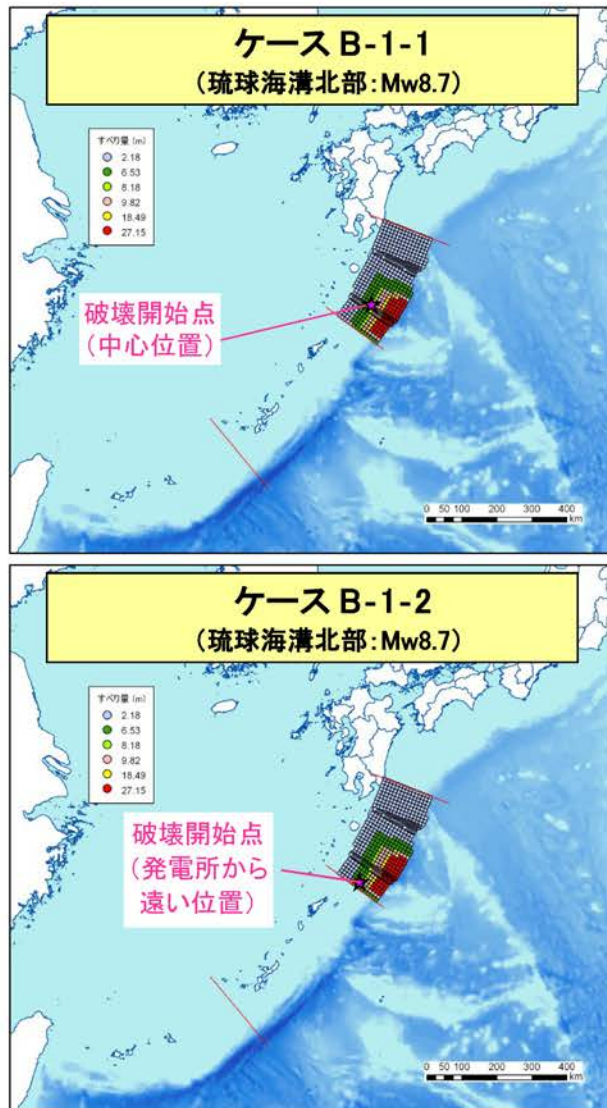 ケース B-1-1
(琉球海溝北部:Mw8.7)
すべり量 (m)
2.18
6.53
8.18
9.82
18.49
27.15
破壊開始点
(中心位置)
0 50 100 200 300 400
km
ケース B-1-2
(琉球海溝北部:Mw8.7)
すべり量 (m)
2.18
6.53
8.18
9.82
18.49
27.15
破壊開始点
(発電所から
遠い位置)
0 50 100 200 300 400
km